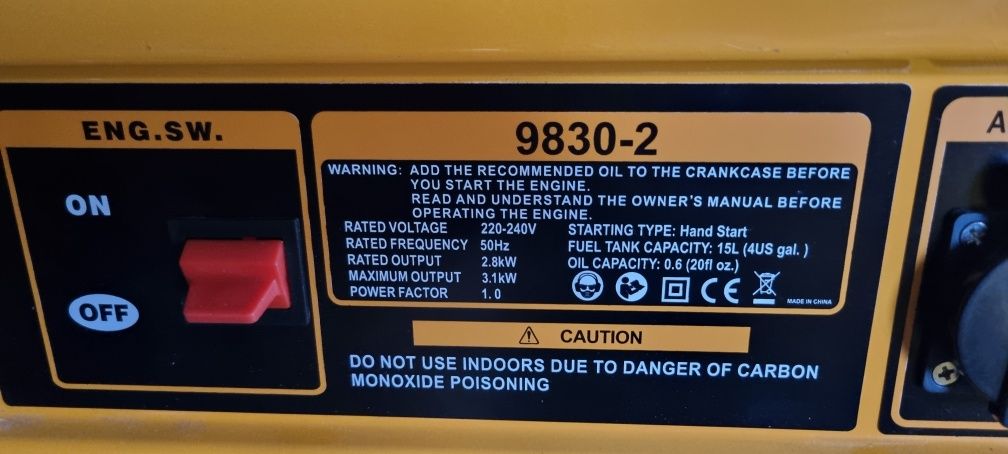 ENG.SW.
ON
OFF
9830-2
WARNING: ADD THE RECOMMENDED OIL TO THE CRANKCASE BEFORE
YOU START THE ENGINE.
READ AND UNDERSTAND THE OWNER'S MANUAL BEFORE
OPERATING THE ENGINE.
RATED VOLTAGE 220-240V
RATED FREQUENCY 50Hz
RATED OUTPUT 2.8kW
MAXIMUM OUTPUT 3.1kW
POWER FACTOR 1.0
STARTING TYPE: Hand Start
FUEL TANK CAPACITY: 15L (4US gal. )
OIL CAPACITY: 0.6 (20fl oz.)
CE
MADE IN CHINA
CAUTION
DO NOT USE INDOORS DUE TO DANGER OF CARBON
MONOXIDE POISONING
A